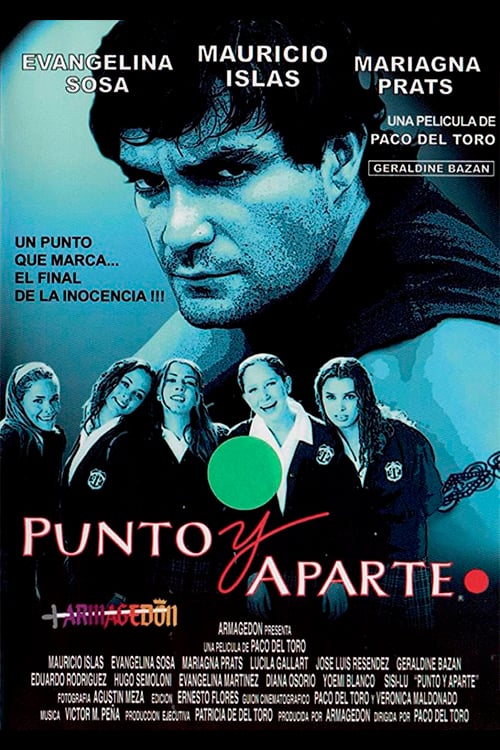 EVANGELINA
SOSA
MAURICIO
ISLAS
MARIAGNA
PRATS
UNA PELICULA DE
PACO DEL TORO
GERALDINE BAZAN
UN PUNTO
QUE MARCA...
EL FINAL
DE LA INOCENCIA !!!
PUNTO Y APARTE.
+ARMAGEDÓN
ARMAGEDON PRESENTA
UNA PELICULA DE PACO DEL TORO
MAURICIO ISLAS EVANGELINA SOSA MARIAGNA PRATS LUCILA GALLART JOSE LUIS RESENDEZ GERALDINE BAZAN
EDUARDO RODRIGUEZ HUGO SEMOLONI EVANGELINA MARTINEZ DIANA OSORIO YOEMI BLANCO SISI-LU "PUNTO Y APARTE"
FOTOGRAFIA AGUSTIN MEZA EDICION ERNESTO FLORES GUION CINEMATOGRAFICO PACO DEL TORO Y VERONICA MALDONADO
MUSICA VICTOR M. PEÑA PRODUCCION EJECUTIVA PATRICIA DE DEL TORO PRODUCIDA POR ARMAGEDON DIRIGIDA POR PACO DEL TORO